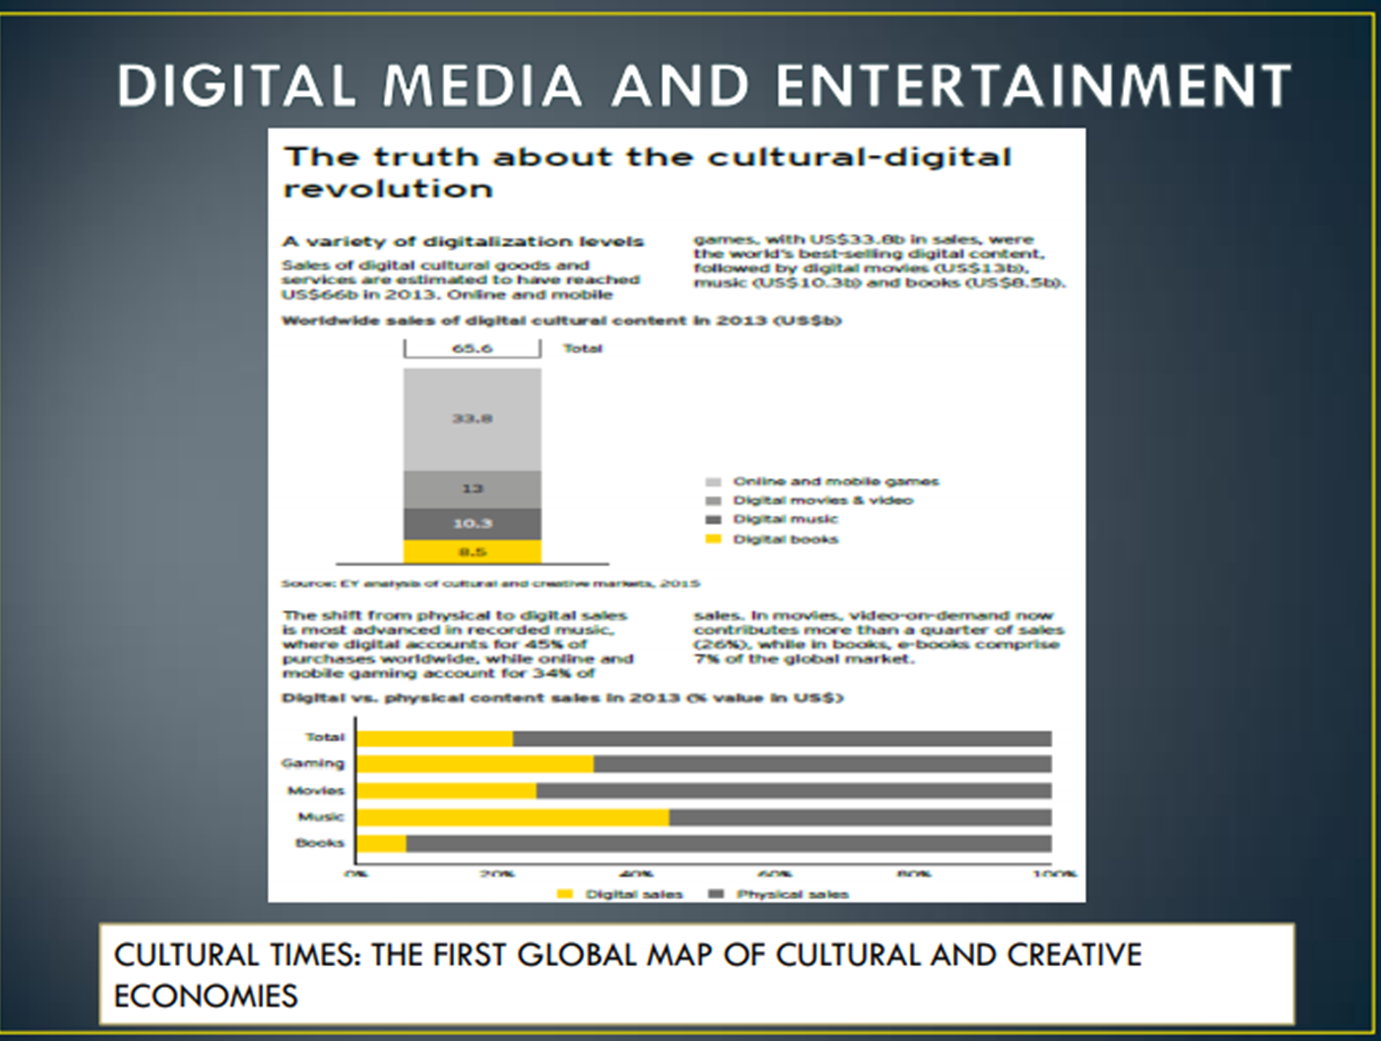 DIGITAL MEDIA AND ENTERTAINMENT
The truth about the cultural-digital
revolution
A variety of digitalization levels
Sales of digital cultural goods and
services are estimated to have reached
US$66b in 2013. Online and mobile
games, with US$33.8b in sales, were
the world's best-selling digital content,
followed by digital movies (US$13b),
music (US$10.3b) and books (US$8.5b).
Worldwide sales of digital cultural content in 2013 (US$b)
65.6 Total
33.8
13
10.3
8.5
Online and mobile games
Digital movies & video
Digital music
Digital books
Source: EY analysis of cultural and creative markets, 2015
The shift from physical to digital sales
is most advanced in recorded music,
where digital accounts for 45% of
purchases worldwide, while online and
mobile gaming account for 34% of
sales. In movies, video-on-demand now
contributes more than a quarter of sales
(26%), while in books, e-books comprise
7% of the global market.
Digital vs. physical content sales in 2013 (% value in US$)
Total
Gaming
Movies
Music
Books
0% 20% 40% 60% 80% 100%
Digital sales Physical sales
CULTURAL TIMES: THE FIRST GLOBAL MAP OF CULTURAL AND CREATIVE
ECONOMIES